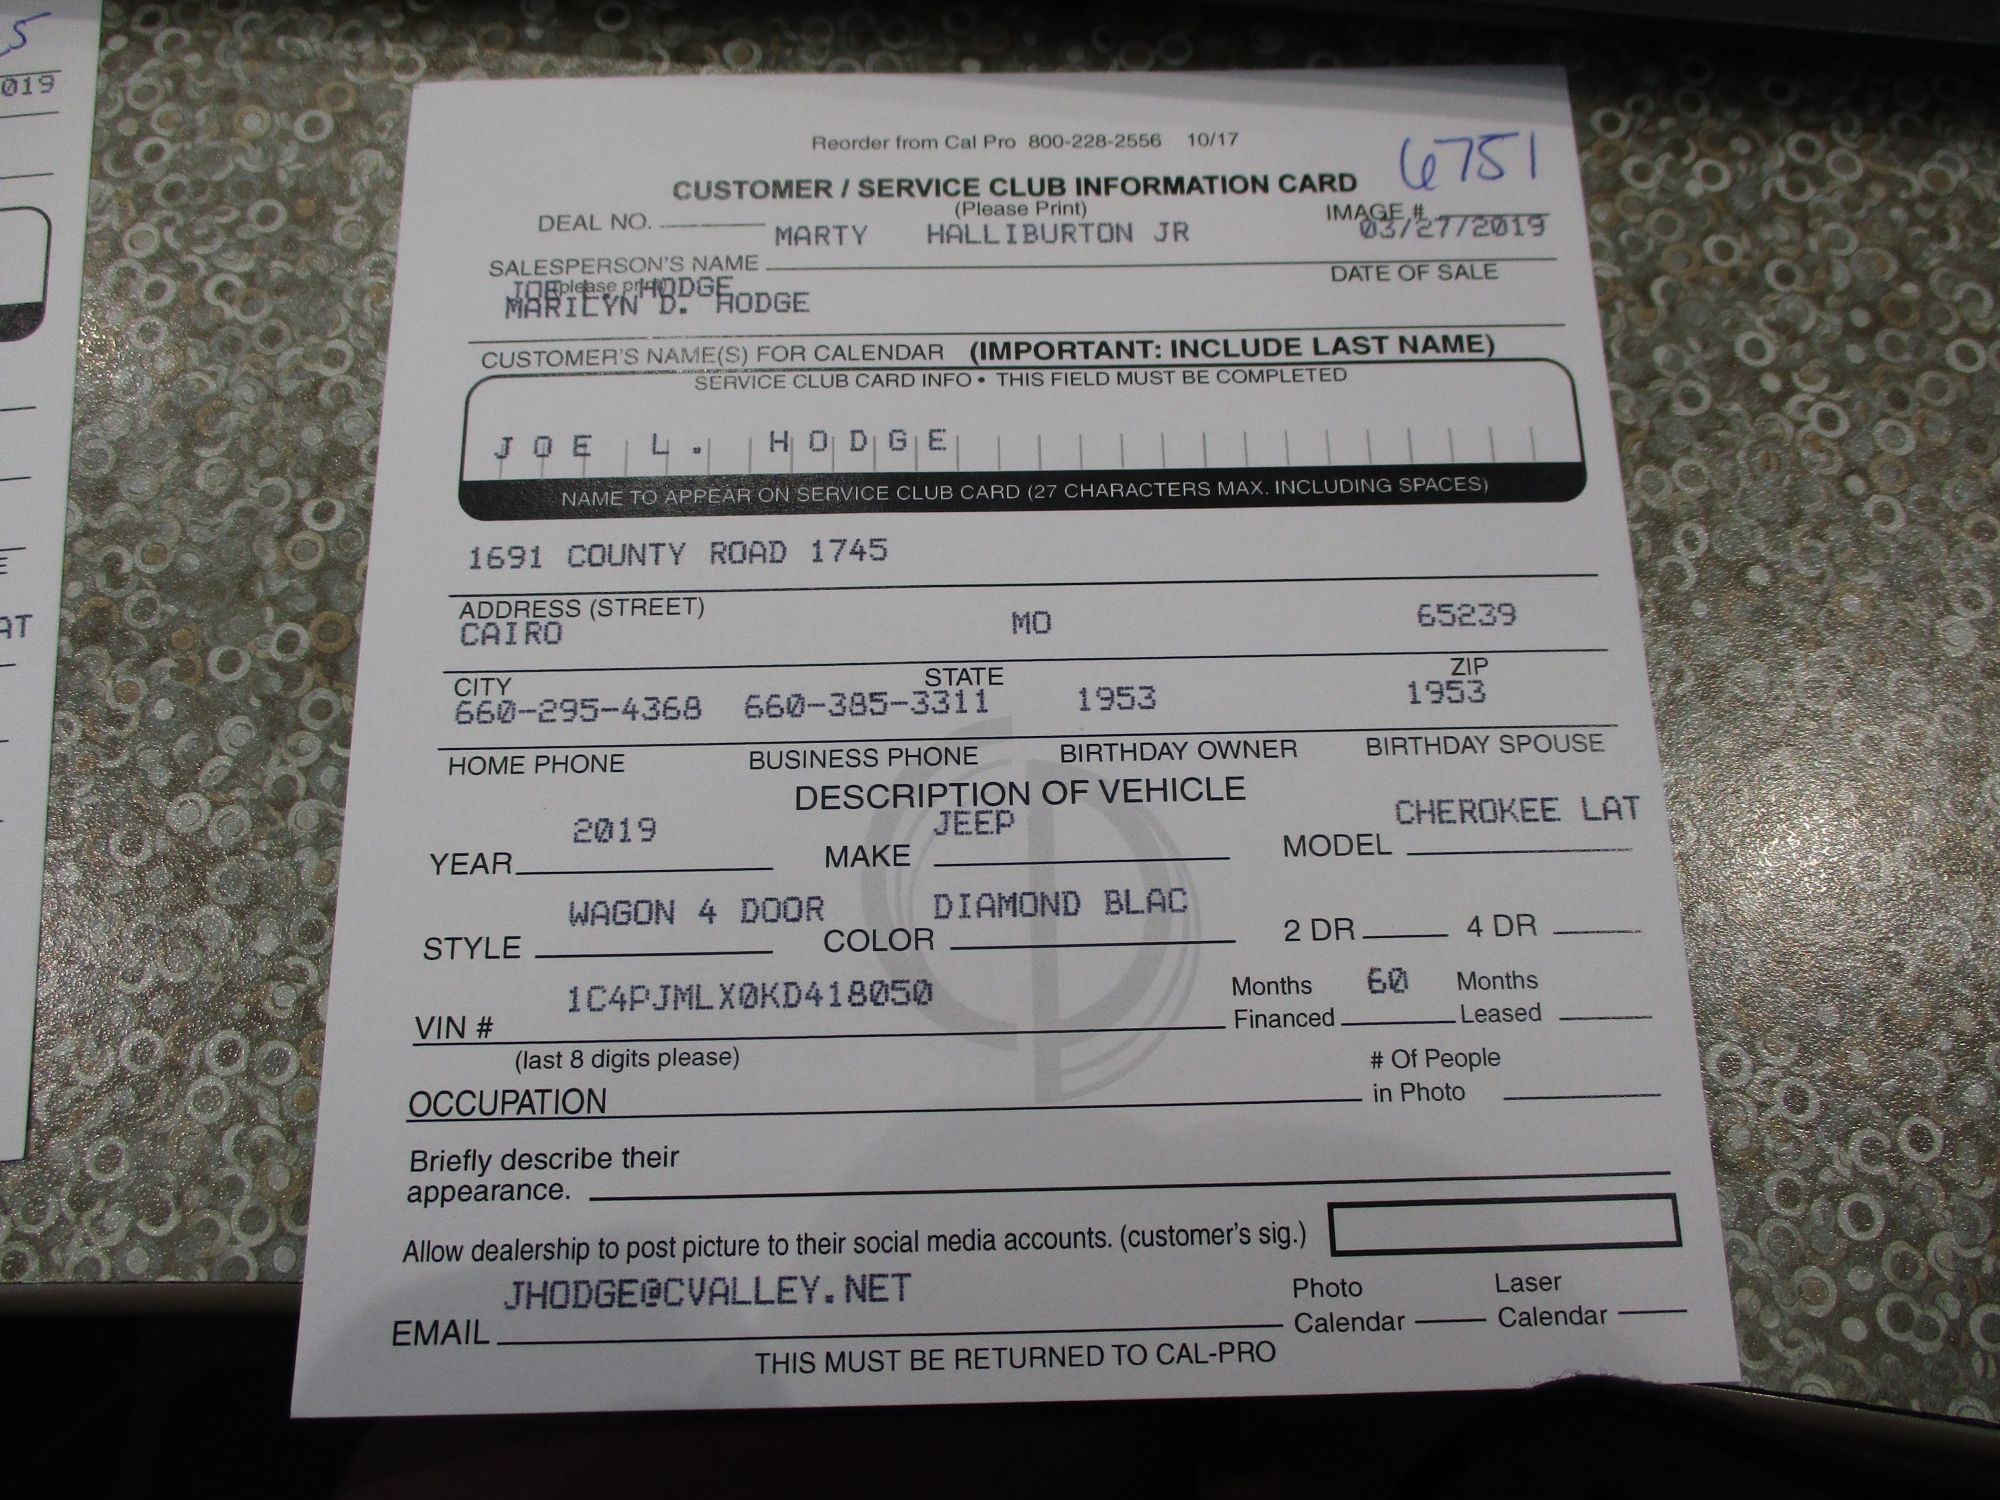 5
019
E
AT
Reorder from Cal Pro 800-228-2556 10/17
6751
CUSTOMER / SERVICE CLUB INFORMATION CARD
(Please Print)
DEAL NO. IMAGE #
MARTY HALLIBURTON JR 03/27/2019
SALESPERSON'S NAME DATE OF SALE
(please print)
JOE L. HODGE
MARILYN D. HODGE
CUSTOMER'S NAME(S) FOR CALENDAR (IMPORTANT: INCLUDE LAST NAME)
SERVICE CLUB CARD INFO • THIS FIELD MUST BE COMPLETED
JOE L. HODGE
NAME TO APPEAR ON SERVICE CLUB CARD (27 CHARACTERS MAX. INCLUDING SPACES)
1691 COUNTY ROAD 1745
ADDRESS (STREET)
CAIRO MO 65239
CITY STATE ZIP
660-295-4368 660-385-3311 1953 1953
HOME PHONE BUSINESS PHONE BIRTHDAY OWNER BIRTHDAY SPOUSE
DESCRIPTION OF VEHICLE
2019 JEEP CHEROKEE LAT
YEAR MAKE MODEL
WAGON 4 DOOR DIAMOND BLAC
STYLE COLOR 2 DR 4 DR
1C4PJMLX0KD418050 Months 60 Months
VIN # Financed Leased
(last 8 digits please) # Of People
OCCUPATION in Photo
Briefly describe their
appearance.
Allow dealership to post picture to their social media accounts. (customer's sig.)
JHODGE@CVALLEY.NET Photo Laser
EMAIL Calendar Calendar
THIS MUST BE RETURNED TO CAL-PRO